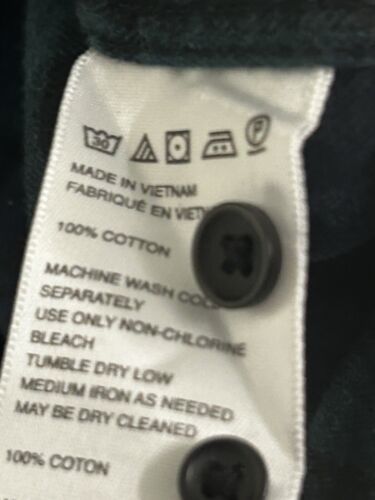 30 P
MADE IN VIETNAM
FABRIQUÉ EN
100% COTTON
MACHINE WASH
SEPARATELY
USE ONLY NON-CHLORINE
BLEACH
TUMBLE DRY LOW
MEDIUM IRON AS NEEDED
MAY BE DRY CLEANED
100% COTON